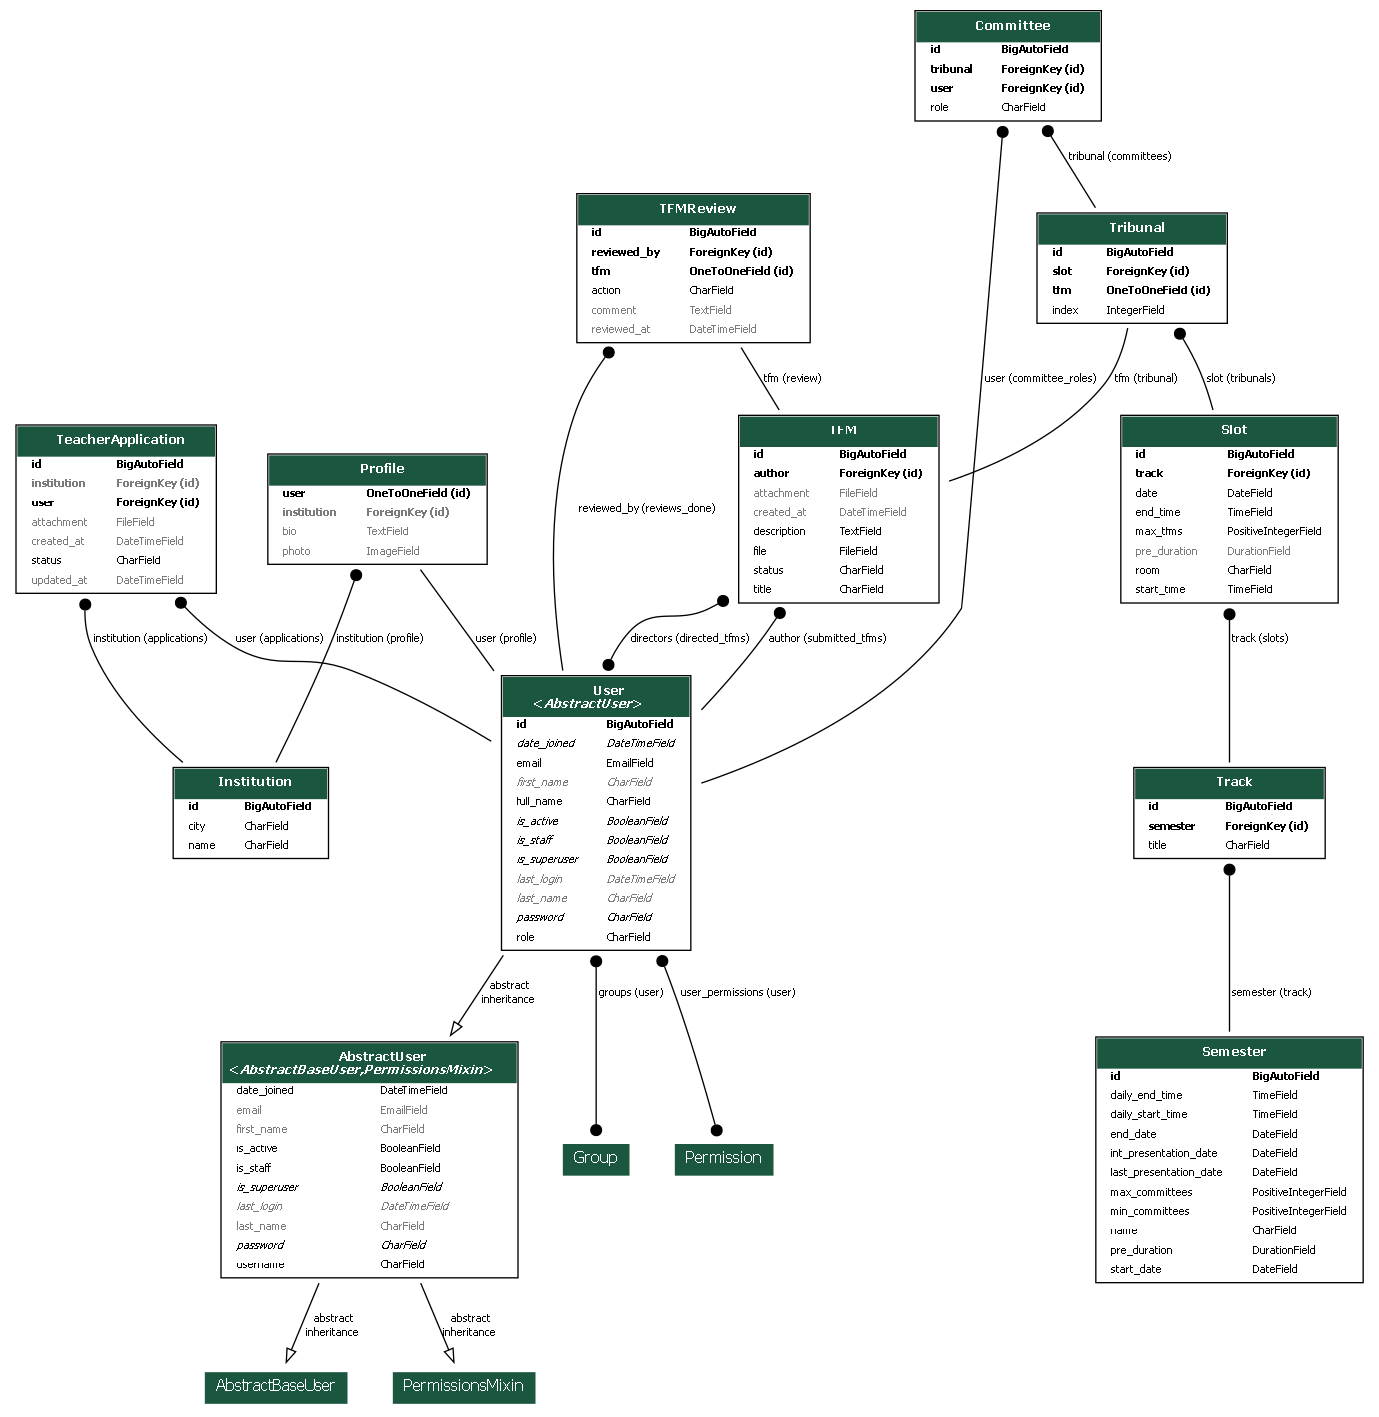 Committee
id BigAutoField
tribunal ForeignKey (id)
user ForeignKey (id)
role CharField
tribunal (committees)
TFMReview
id BigAutoField
reviewed_by ForeignKey (id)
tfm OneToOneField (id)
action CharField
comment TextField
reviewed_at DateTimeField
Tribunal
id BigAutoField
slot ForeignKey (id)
tfm OneToOneField (id)
index IntegerField
tfm (review)
user (committee_roles)
tfm (tribunal)
slot (tribunals)
TeacherApplication
id BigAutoField
institution ForeignKey (id)
user ForeignKey (id)
attachment FileField
created_at DateTimeField
status CharField
updated_at DateTimeField
Profile
user OneToOneField (id)
institution ForeignKey (id)
bio TextField
photo ImageField
reviewed_by (reviews_done)
TFM
id BigAutoField
author ForeignKey (id)
attachment FileField
created_at DateTimeField
description TextField
file FileField
status CharField
title CharField
Slot
id BigAutoField
track ForeignKey (id)
date DateField
end_time TimeField
max_tfms PositiveIntegerField
pre_duration DurationField
room CharField
start_time TimeField
institution (applications)
user (applications)
institution (profile)
user (profile)
directors (directed_tfms)
author (submitted_tfms)
track (slots)
User
<AbstractUser>
id BigAutoField
date_joined DateTimeField
email EmailField
first_name CharField
full_name CharField
is_active BooleanField
is_staff BooleanField
is_superuser BooleanField
last_login DateTimeField
last_name CharField
password CharField
role CharField
Institution
id BigAutoField
city CharField
name CharField
Track
id BigAutoField
semester ForeignKey (id)
title CharField
abstract
inheritance
groups (user)
user_permissions (user)
semester (track)
AbstractUser
<AbstractBaseUser,PermissionsMixin>
date_joined DateTimeField
email EmailField
first_name CharField
is_active BooleanField
is_staff BooleanField
is_superuser BooleanField
last_login DateTimeField
last_name CharField
password CharField
username CharField
Group
Permission
Semester
id BigAutoField
daily_end_time TimeField
daily_start_time TimeField
end_date DateField
int_presentation_date DateField
last_presentation_date DateField
max_committees PositiveIntegerField
min_committees PositiveIntegerField
name CharField
pre_duration DurationField
start_date DateField
abstract
inheritance
abstract
inheritance
AbstractBaseUser
PermissionsMixin